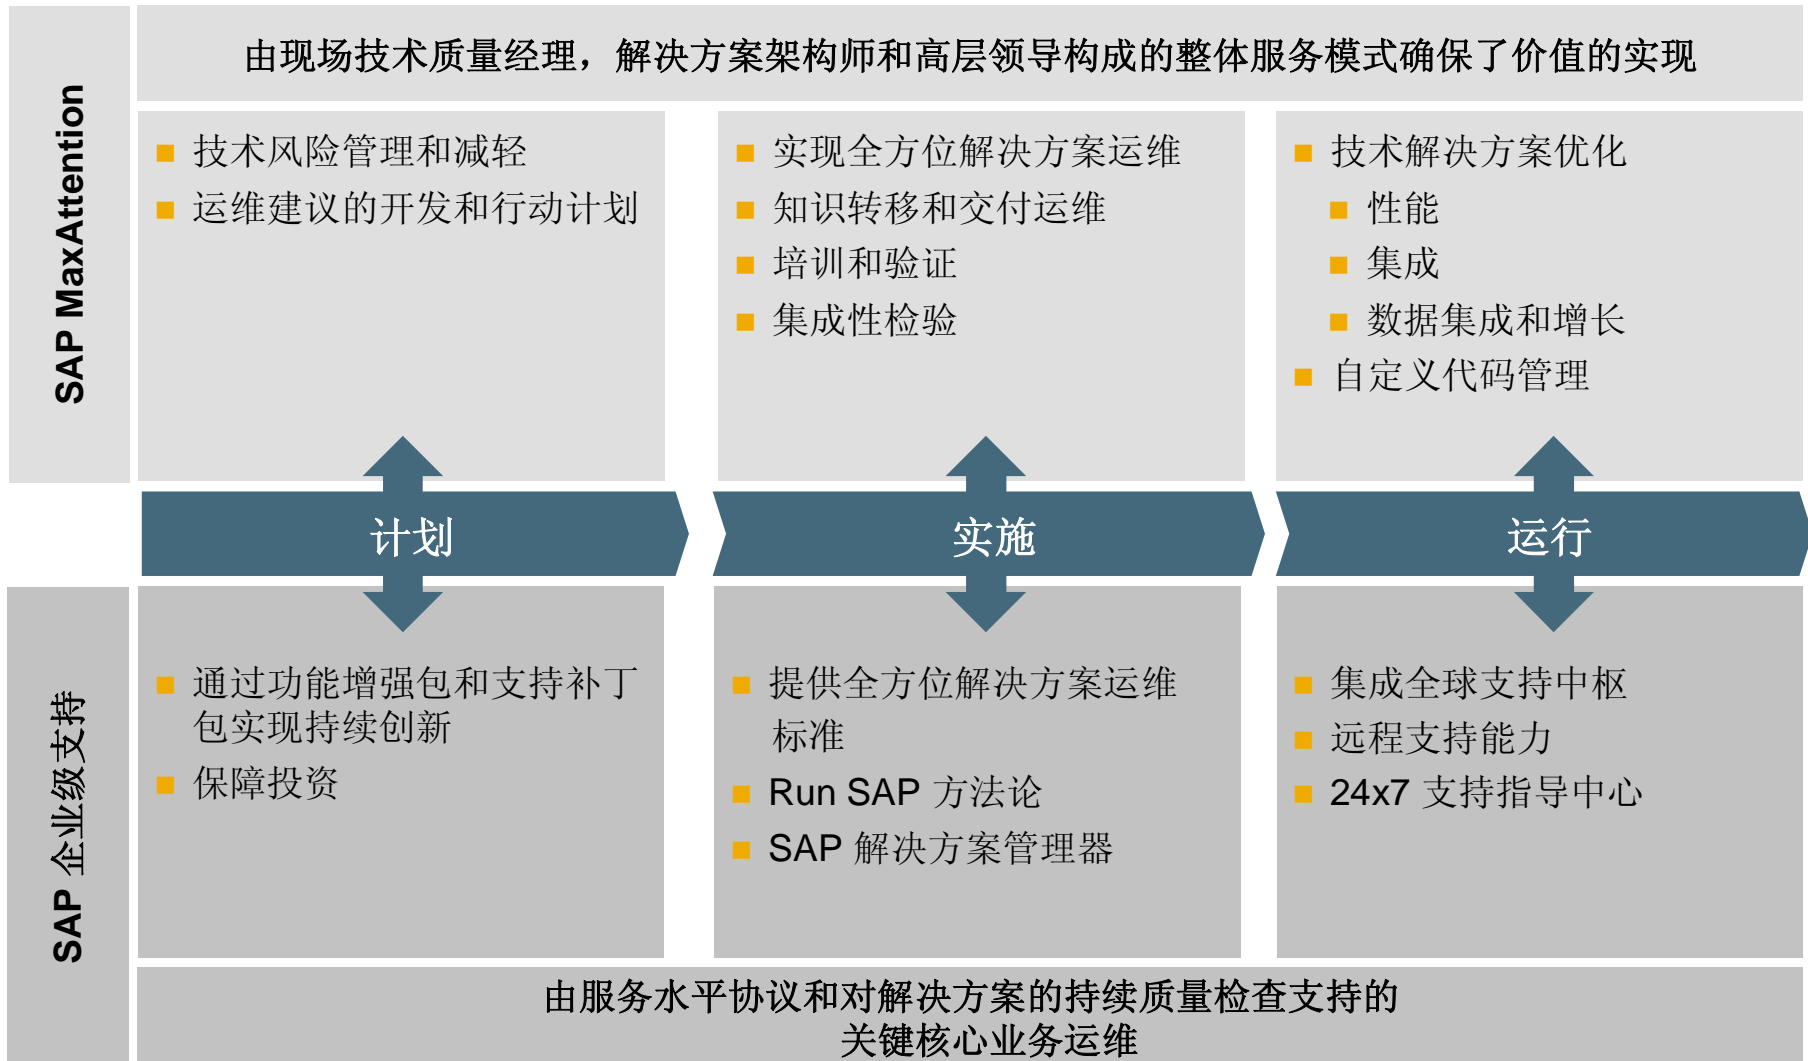 SAP MaxAttention
由现场技术质量经理，解决方案架构师和高层领导构成的整体服务模式确保了价值的实现
技术风险管理和减轻
运维建议的开发和行动计划
实现全方位解决方案运维
知识转移和交付运维
培训和验证
集成性检验
技术解决方案优化
性能
集成
数据集成和增长
自定义代码管理
计划
实施
运行
SAP 企业级支持
通过功能增强包和支持补丁
包实现持续创新
保障投资
提供全方位解决方案运维
标准
Run SAP 方法论
SAP 解决方案管理器
集成全球支持中枢
远程支持能力
24x7 支持指导中心
由服务水平协议和对解决方案的持续质量检查支持的
关键核心业务运维